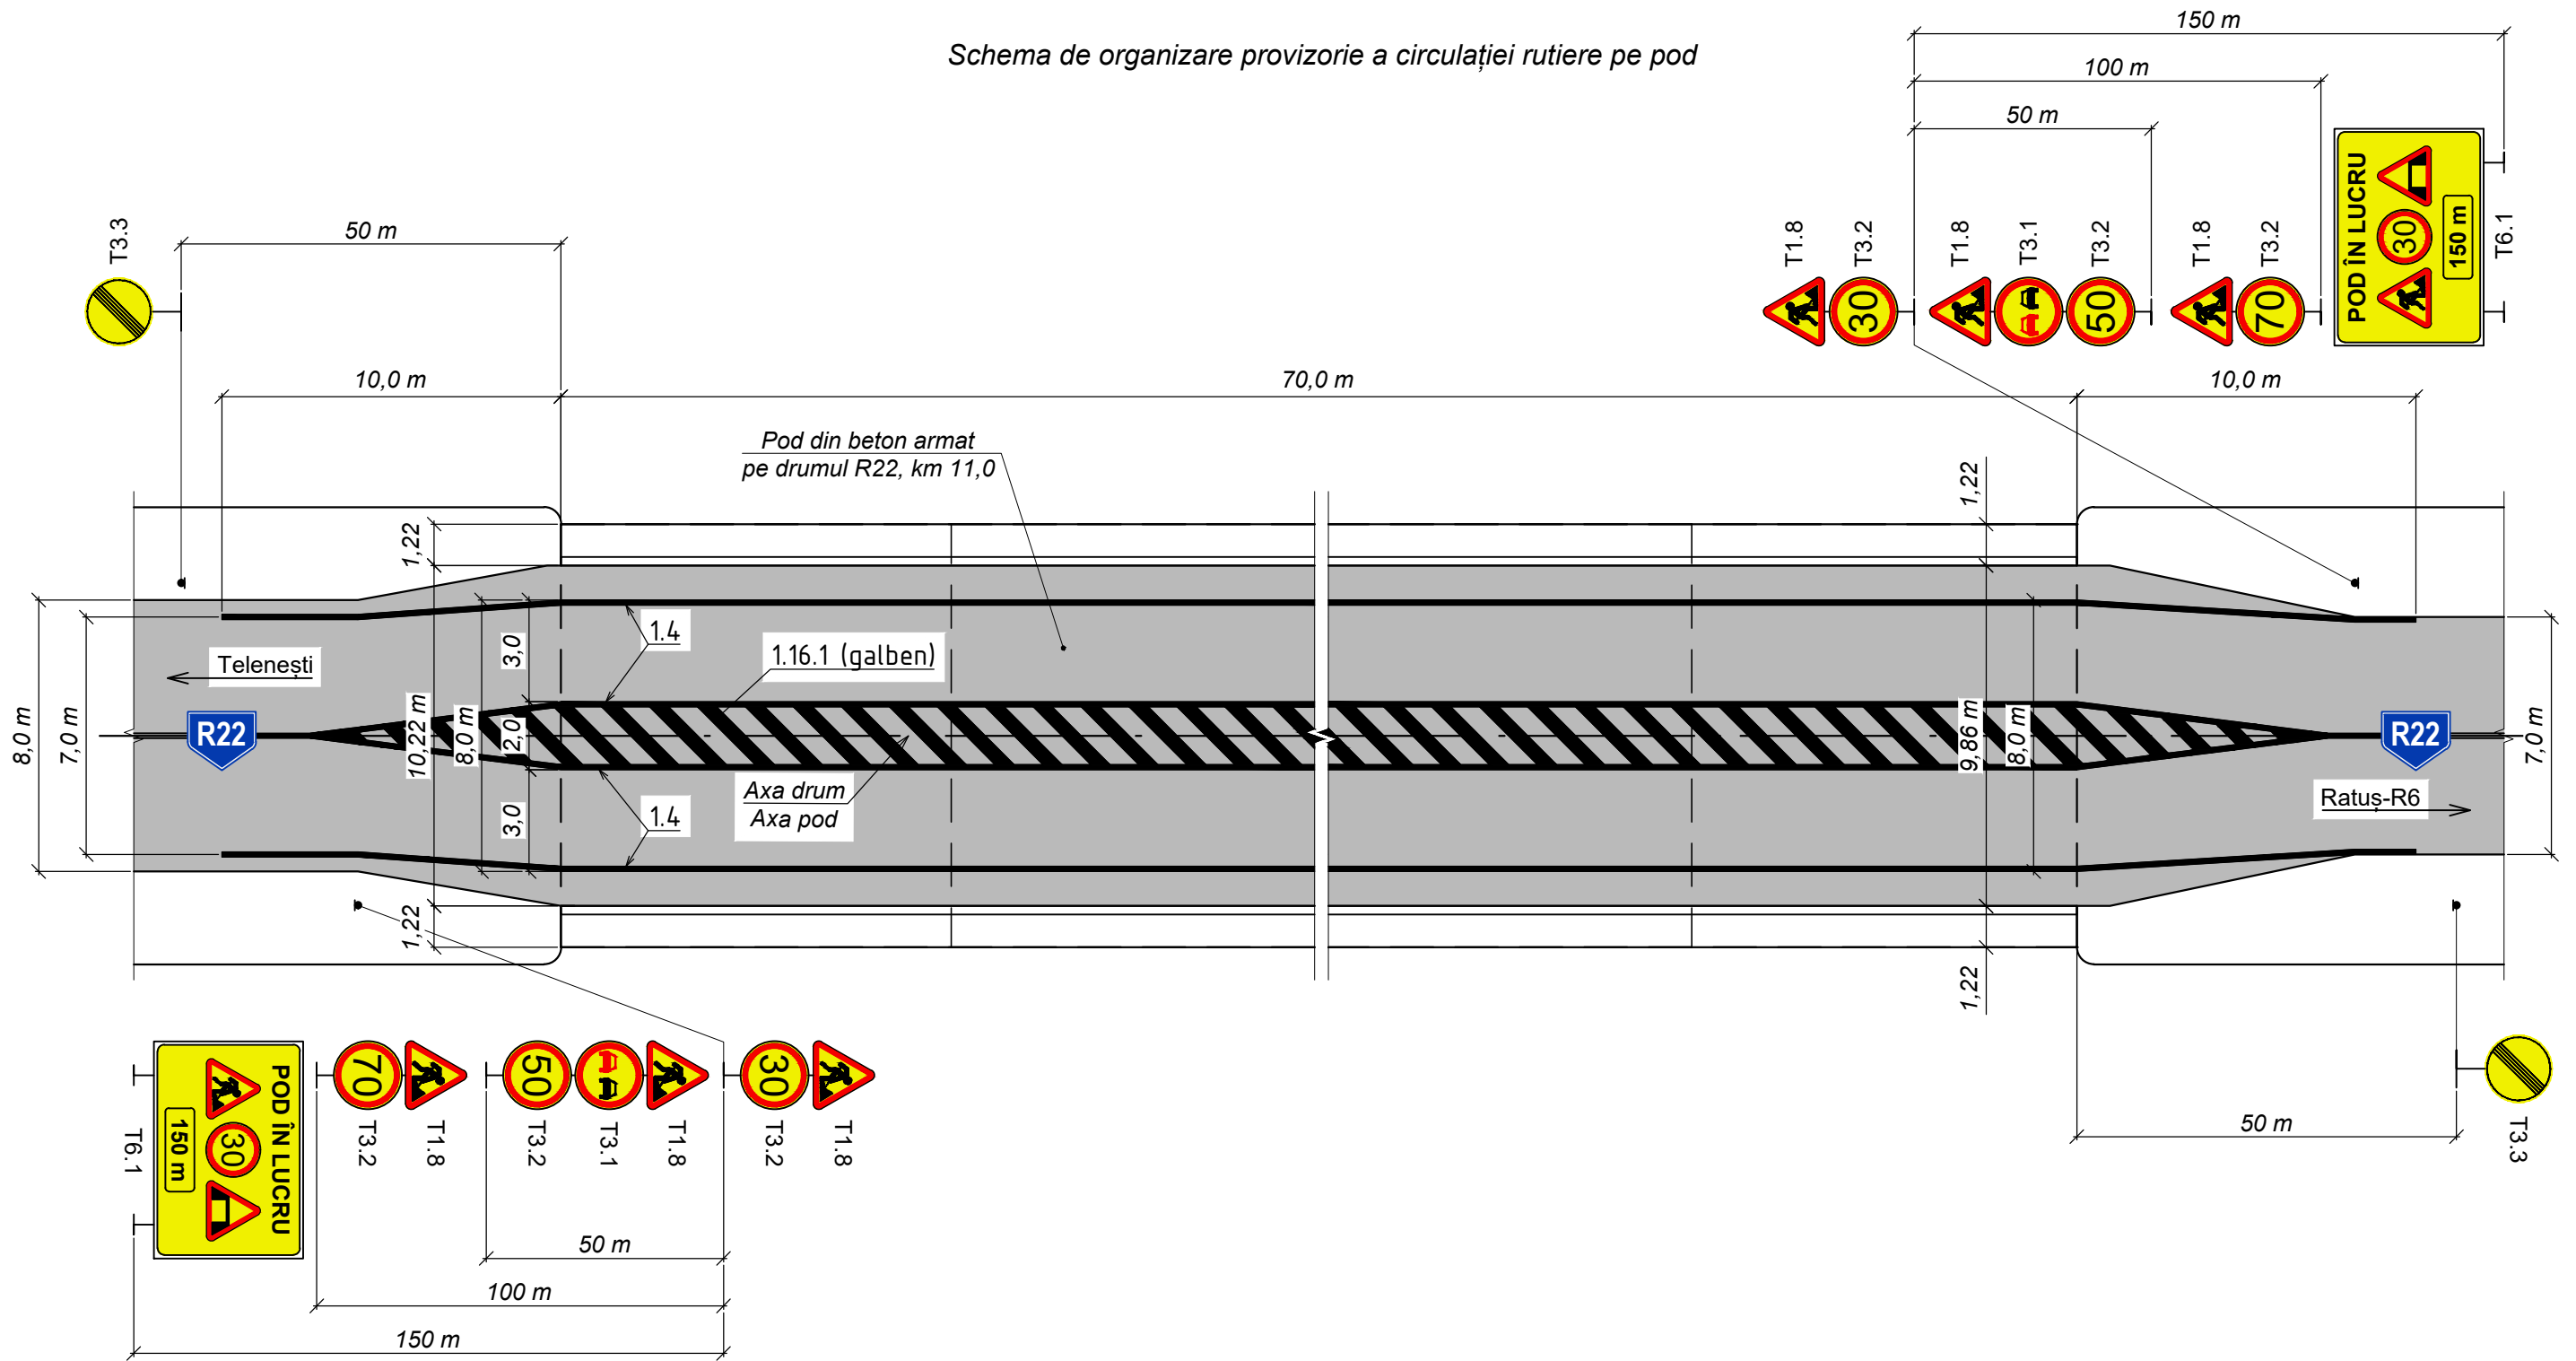 Schema de organizare provizorie a circulației rutiere pe pod
150 m
100 m
50 m
T1.8
T3.2
T1.8
T3.1
T3.2
T1.8
T3.2
T6.1
30
50
70
POD ÎN LUCRU
30
150 m
T3.3
50 m
10,0 m
70,0 m
10,0 m
Pod din beton armat
pe drumul R22, km 11,0
1,22
1,22
1.4
1.16.1 (galben)
3,0
Telenești
R22
8,0 m
7,0 m
10,22 m
8,0 m
2,0
9,86 m
8,0 m
R22
7,0 m
Axa drum
Axa pod
1.4
3,0
Ratuș-R6
1,22
1,22
POD ÎN LUCRU
30
150 m
70
50
30
T6.1
T3.2
T1.8
T3.2
T3.1
T1.8
T3.2
T1.8
50 m
T3.3
50 m
100 m
150 m